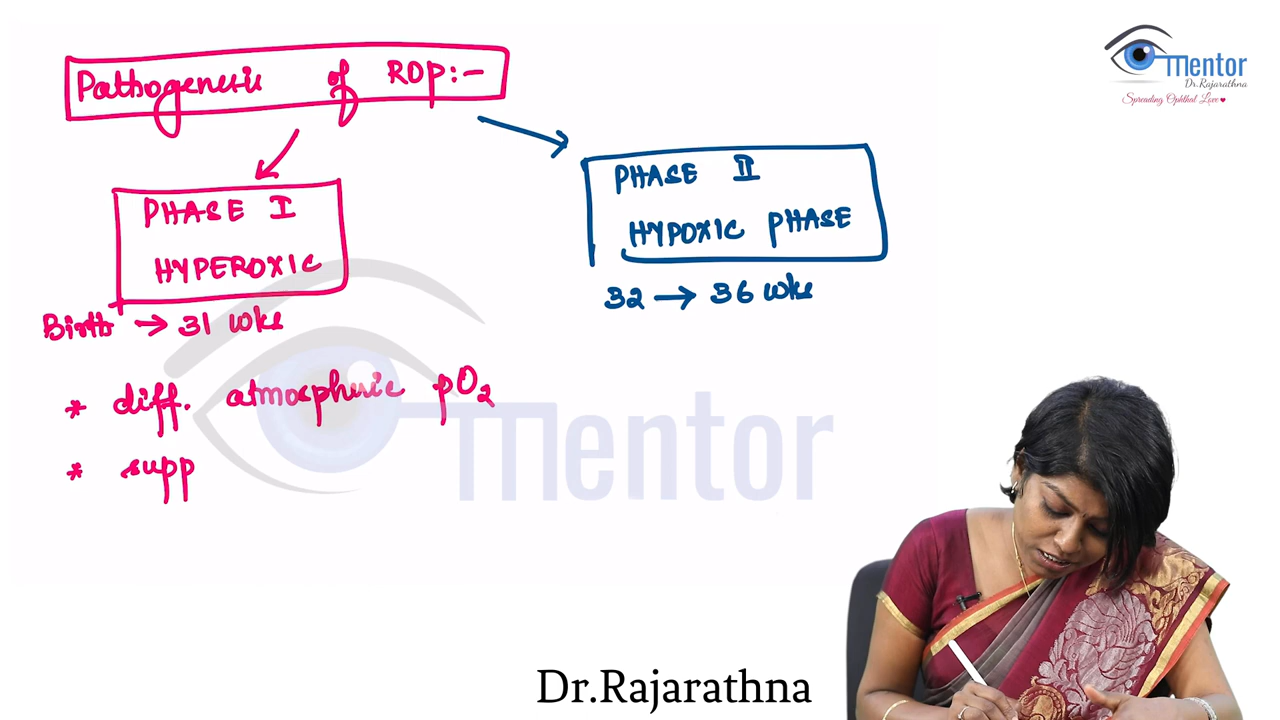 Pathogenesis of ROP:-
PHASE I
HYPEROXIC
Birth → 31 wks
* diff. atmospheric pO2
* supp
PHASE II
HYPOXIC PHASE
32 → 36 wks
mentor
Dr.Rajarathna
Spreading Ophthal Love
mentor
Dr.Rajarathna